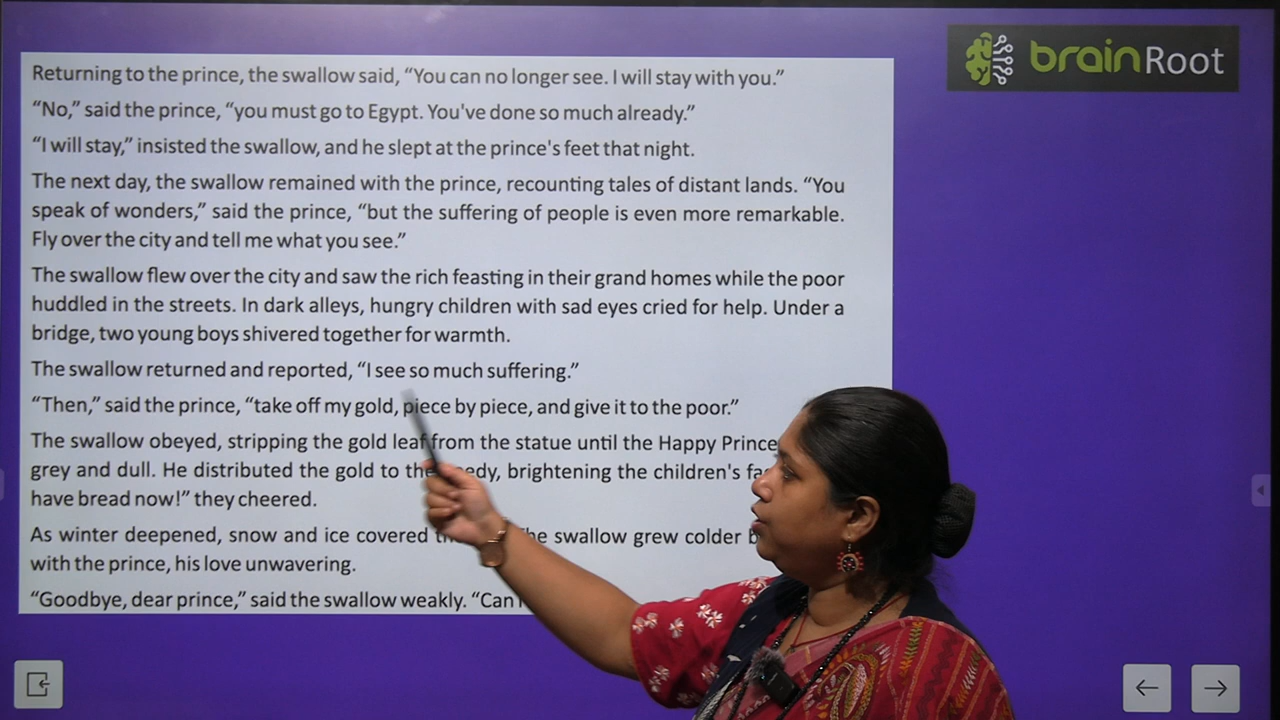 brainRoot
Returning to the prince, the swallow said, “You can no longer see. I will stay with you.”
“No,” said the prince, “you must go to Egypt. You've done so much already.”
“I will stay,” insisted the swallow, and he slept at the prince's feet that night.
The next day, the swallow remained with the prince, recounting tales of distant lands. “You
speak of wonders,” said the prince, “but the suffering of people is even more remarkable.
Fly over the city and tell me what you see.”
The swallow flew over the city and saw the rich feasting in their grand homes while the poor
huddled in the streets. In dark alleys, hungry children with sad eyes cried for help. Under a
bridge, two young boys shivered together for warmth.
The swallow returned and reported, “I see so much suffering.”
“Then,” said the prince, “take off my gold, piece by piece, and give it to the poor.”
The swallow obeyed, stripping the gold leaf from the statue until the Happy Prince
grey and dull. He distributed the gold to the brightening the children's
have bread now!” they cheered.
As winter deepened, snow and ice covered swallow grew colder
with the prince, his love unwavering.
“Goodbye, dear prince,” said the swallow weakly.